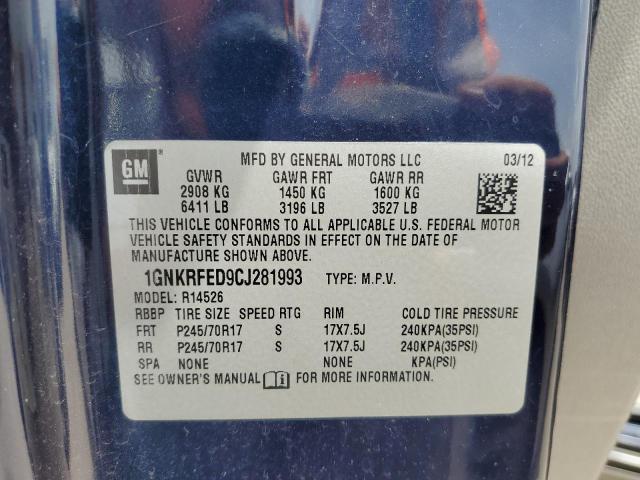 GM
MFD BY GENERAL MOTORS LLC 03/12
GVWR GAWR FRT GAWR RR
2908 KG 1450 KG 1600 KG
6411 LB 3196 LB 3527 LB
THIS VEHICLE CONFORMS TO ALL APPLICABLE U.S. FEDERAL MOTOR
VEHICLE SAFETY STANDARDS IN EFFECT ON THE DATE OF
MANUFACTURE SHOWN ABOVE.
1GNKRFED9CJ281993 TYPE: M.P.V.
MODEL: R14526
RBBP TIRE SIZE SPEED RTG RIM COLD TIRE PRESSURE
FRT P245/70R17 S 17X7.5J 240KPA(35PSI)
RR P245/70R17 S 17X7.5J 240KPA(35PSI)
SPA NONE NONE KPA(PSI)
SEE OWNER'S MANUAL i FOR MORE INFORMATION.